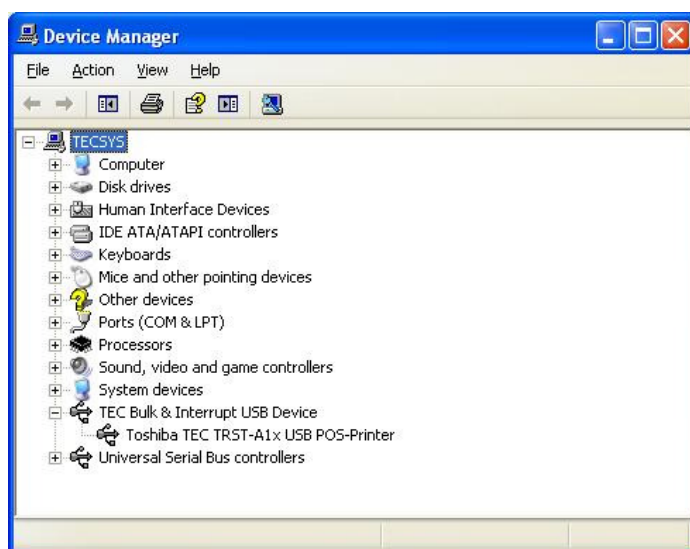 Device Manager
File Action View Help
TECSYS
Computer
Disk drives
Human Interface Devices
IDE ATA/ATAPI controllers
Keyboards
Mice and other pointing devices
Other devices
Ports (COM & LPT)
Processors
Sound, video and game controllers
System devices
TEC Bulk & Interrupt USB Device
Toshiba TEC TRST-A1x USB POS-Printer
Universal Serial Bus controllers